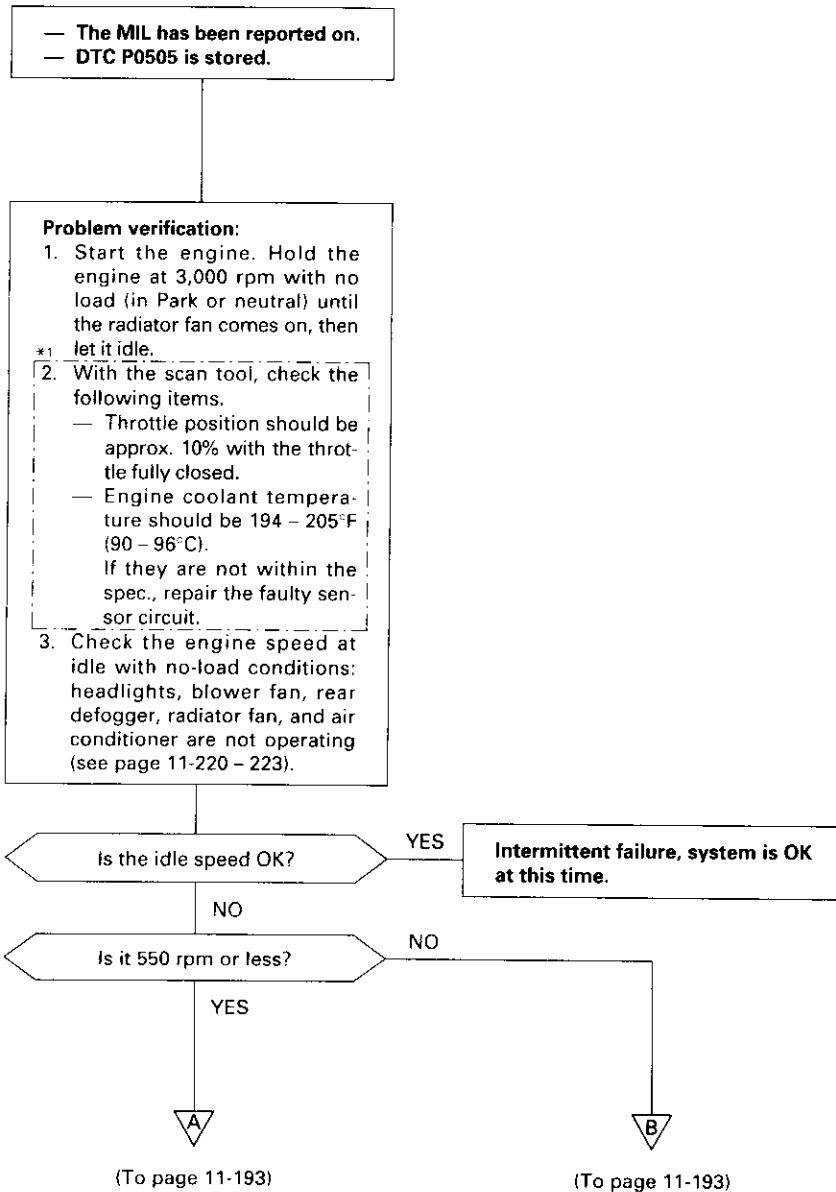 — The MIL has been reported on.
— DTC P0505 is stored.
Problem verification:
1. Start the engine. Hold the
engine at 3,000 rpm with no
load (in Park or neutral) until
the radiator fan comes on, then
*1 let it idle.
2. With the scan tool, check the
following items.
— Throttle position should be
approx. 10% with the throt-
tle fully closed.
— Engine coolant tempera-
ture should be 194 – 205°F
(90 – 96°C).
If they are not within the
spec., repair the faulty sen-
sor circuit.
3. Check the engine speed at
idle with no-load conditions:
headlights, blower fan, rear
defogger, radiator fan, and air
conditioner are not operating
(see page 11-220 – 223).
Is the idle speed OK?
YES
Intermittent failure, system is OK
at this time.
NO
Is it 550 rpm or less?
NO
YES
A
B
(To page 11-193)
(To page 11-193)